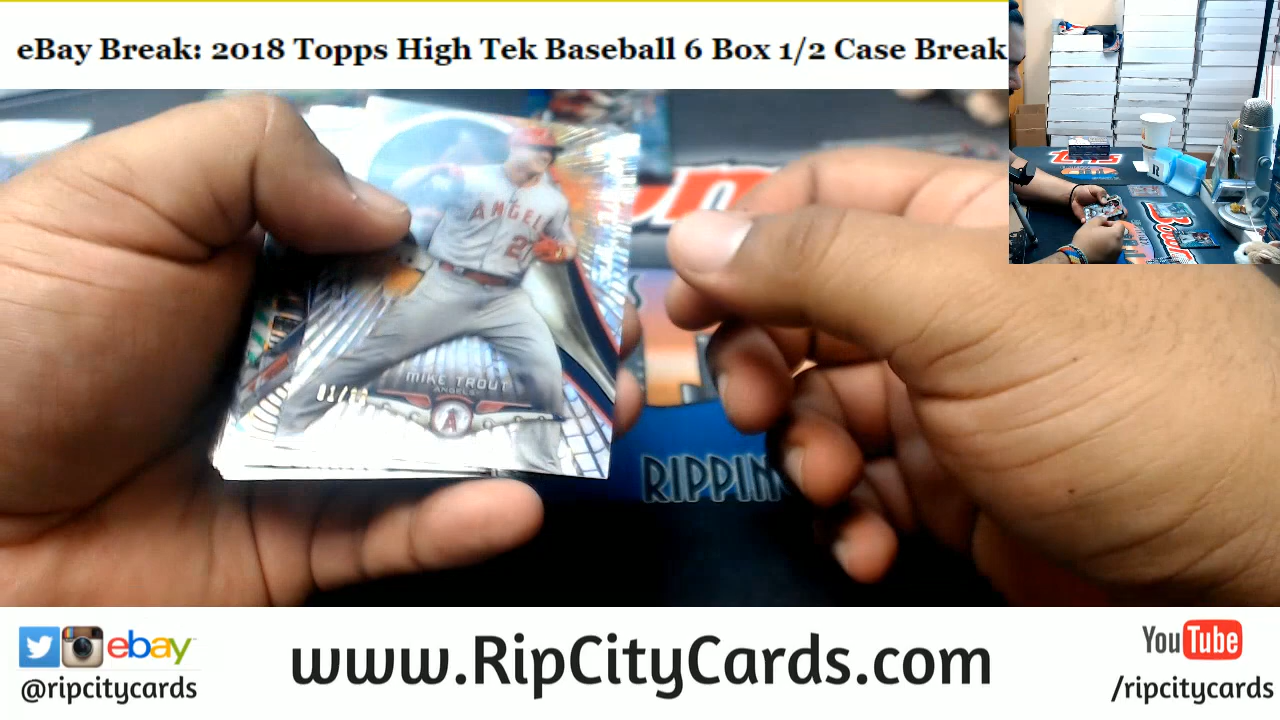 eBay Break: 2018 Topps High Tek Baseball 6 Box 1/2 Case Break
ANGEL
MIKE TROUT
ANGELS
A
RIPPIN
ebay
@ripcitycards
www.RipCityCards.com
YouTube
/ripcitycards